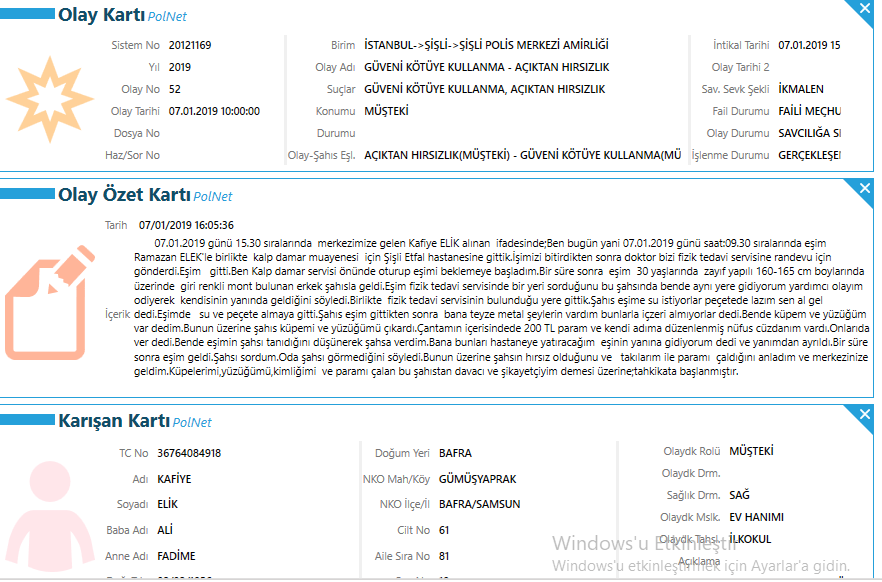 Olay Kartı PolNet
Sistem No 20121169 Birim İSTANBUL->ŞİŞLİ->ŞİŞLİ POLİS MERKEZİ AMİRLİĞİ İntikal Tarihi 07.01.2019 15
Yıl 2019 Olay Adı GÜVENİ KÖTÜYE KULLANMA - AÇIKTAN HIRSIZLIK Olay Tarihi 2
Olay No 52 Suçlar GÜVENİ KÖTÜYE KULLANMA, AÇIKTAN HIRSIZLIK Sav. Sevk Şekli İKMALEN
Olay Tarihi 07.01.2019 10:00:00 Konumu MÜŞTEKİ Fail Durumu FAİLİ MEÇHU
Dosya No Durumu Olay Durumu SAVCILIĞA
Haz/Sor No Olay-Şahıs Eşl. AÇIKTAN HIRSIZLIK(MÜŞTEKİ) - GÜVENİ KÖTÜYE KULLANMA(MÜ İşlenme Durumu GERÇEKLEŞE
Olay Özet Kartı PolNet
Tarih 07/01/2019 16:05:36
07.01.2019 günü 15.30 sıralarında merkezimize gelen Kafiye ELİK alınan ifadesinde;Ben bugün yani 07.01.2019 günü saat:09.30 sıralarında eşim
Ramazan ELEK'le birlikte kalp damar muayenesi için Şişli Etfal hastanesine gittik.İşimizi bitirdikten sonra doktor bizi fizik tedavi servisine randevu için
gönderdi.Eşim gitti.Ben Kalp damar servisi önünde oturup eşimi beklemeye başladım.Bir süre sonra eşim 30 yaşlarında zayıf yapılı 160-165 cm boylarında
üzerinde giri renkli mont bulunan erkek şahısla geldi.Eşim fizik tedavi servisinde bir yeri sorduğunu bu şahsında bende aynı yere gidiyorum yardımcı olayım
odiyerek kendisinin yanında geldiğini söyledi.Birlikte fizik tedavi servisinin bulunduğu yere gittik.Şahıs eşime su istiyorlar peçetede lazım sen al gel
İçerik dedi.Eşimde su ve peçete almaya gitti.Şahıs eşim gittikten sonra bana teyze metal şeylerin vardım bunlarla içzeri almıyorlar dedi.Bende küpem ve yüzüğüm
var dedim.Bunun üzerine şahıs küpemi ve yüzüğümü çıkardı.Çantamın içerisindede 200 TL param ve kendi adıma düzenlenmiş nüfus cüzdanım vardı.Onlarıda
ver dedi.Bende eşimin şahsı tanıdığını düşünerek şahsa verdim.Bana bunları hastaneye yatıracağım eşinin yanına gidiyorum dedi ve yanımdan ayrıldı.Bir süre
sonra eşim geldi.Şahsı sordum.Oda şahsı görmediğini söyledi.Bunun üzerine şahsın hırsız olduğunu ve takılarım ile paramı çaldığını anladım ve merkezinize
geldim.Küpelerimi,yüzüğümü,kimliğimi ve paramı çalan bu şahıstan davacı ve şikayetçiyim demesi üzerine;tahkikata başlanmıştır.
Karışan Kartı PolNet
TC No 36764084918 Doğum Yeri BAFRA Olaydk Rolü MÜŞTEKİ
Olaydk Drm.
Adı KAFİYE NKO Mah/Köy GÜMÜŞYAPRAK
Sağlık Drm. SAĞ
Soyadı ELİK NKO İlçe/İl BAFRA/SAMSUN
Olaydk Mslk. EV HANIMI
Baba Adı ALİ Cilt No 61
Olaydk Tahsl. İLKOKUL
Anne Adı FADİME Aile Sıra No 81
Açıklama
Windows'u Etkinleştir
Windows'u etkinleştirmek için Ayarlar'a gidin.